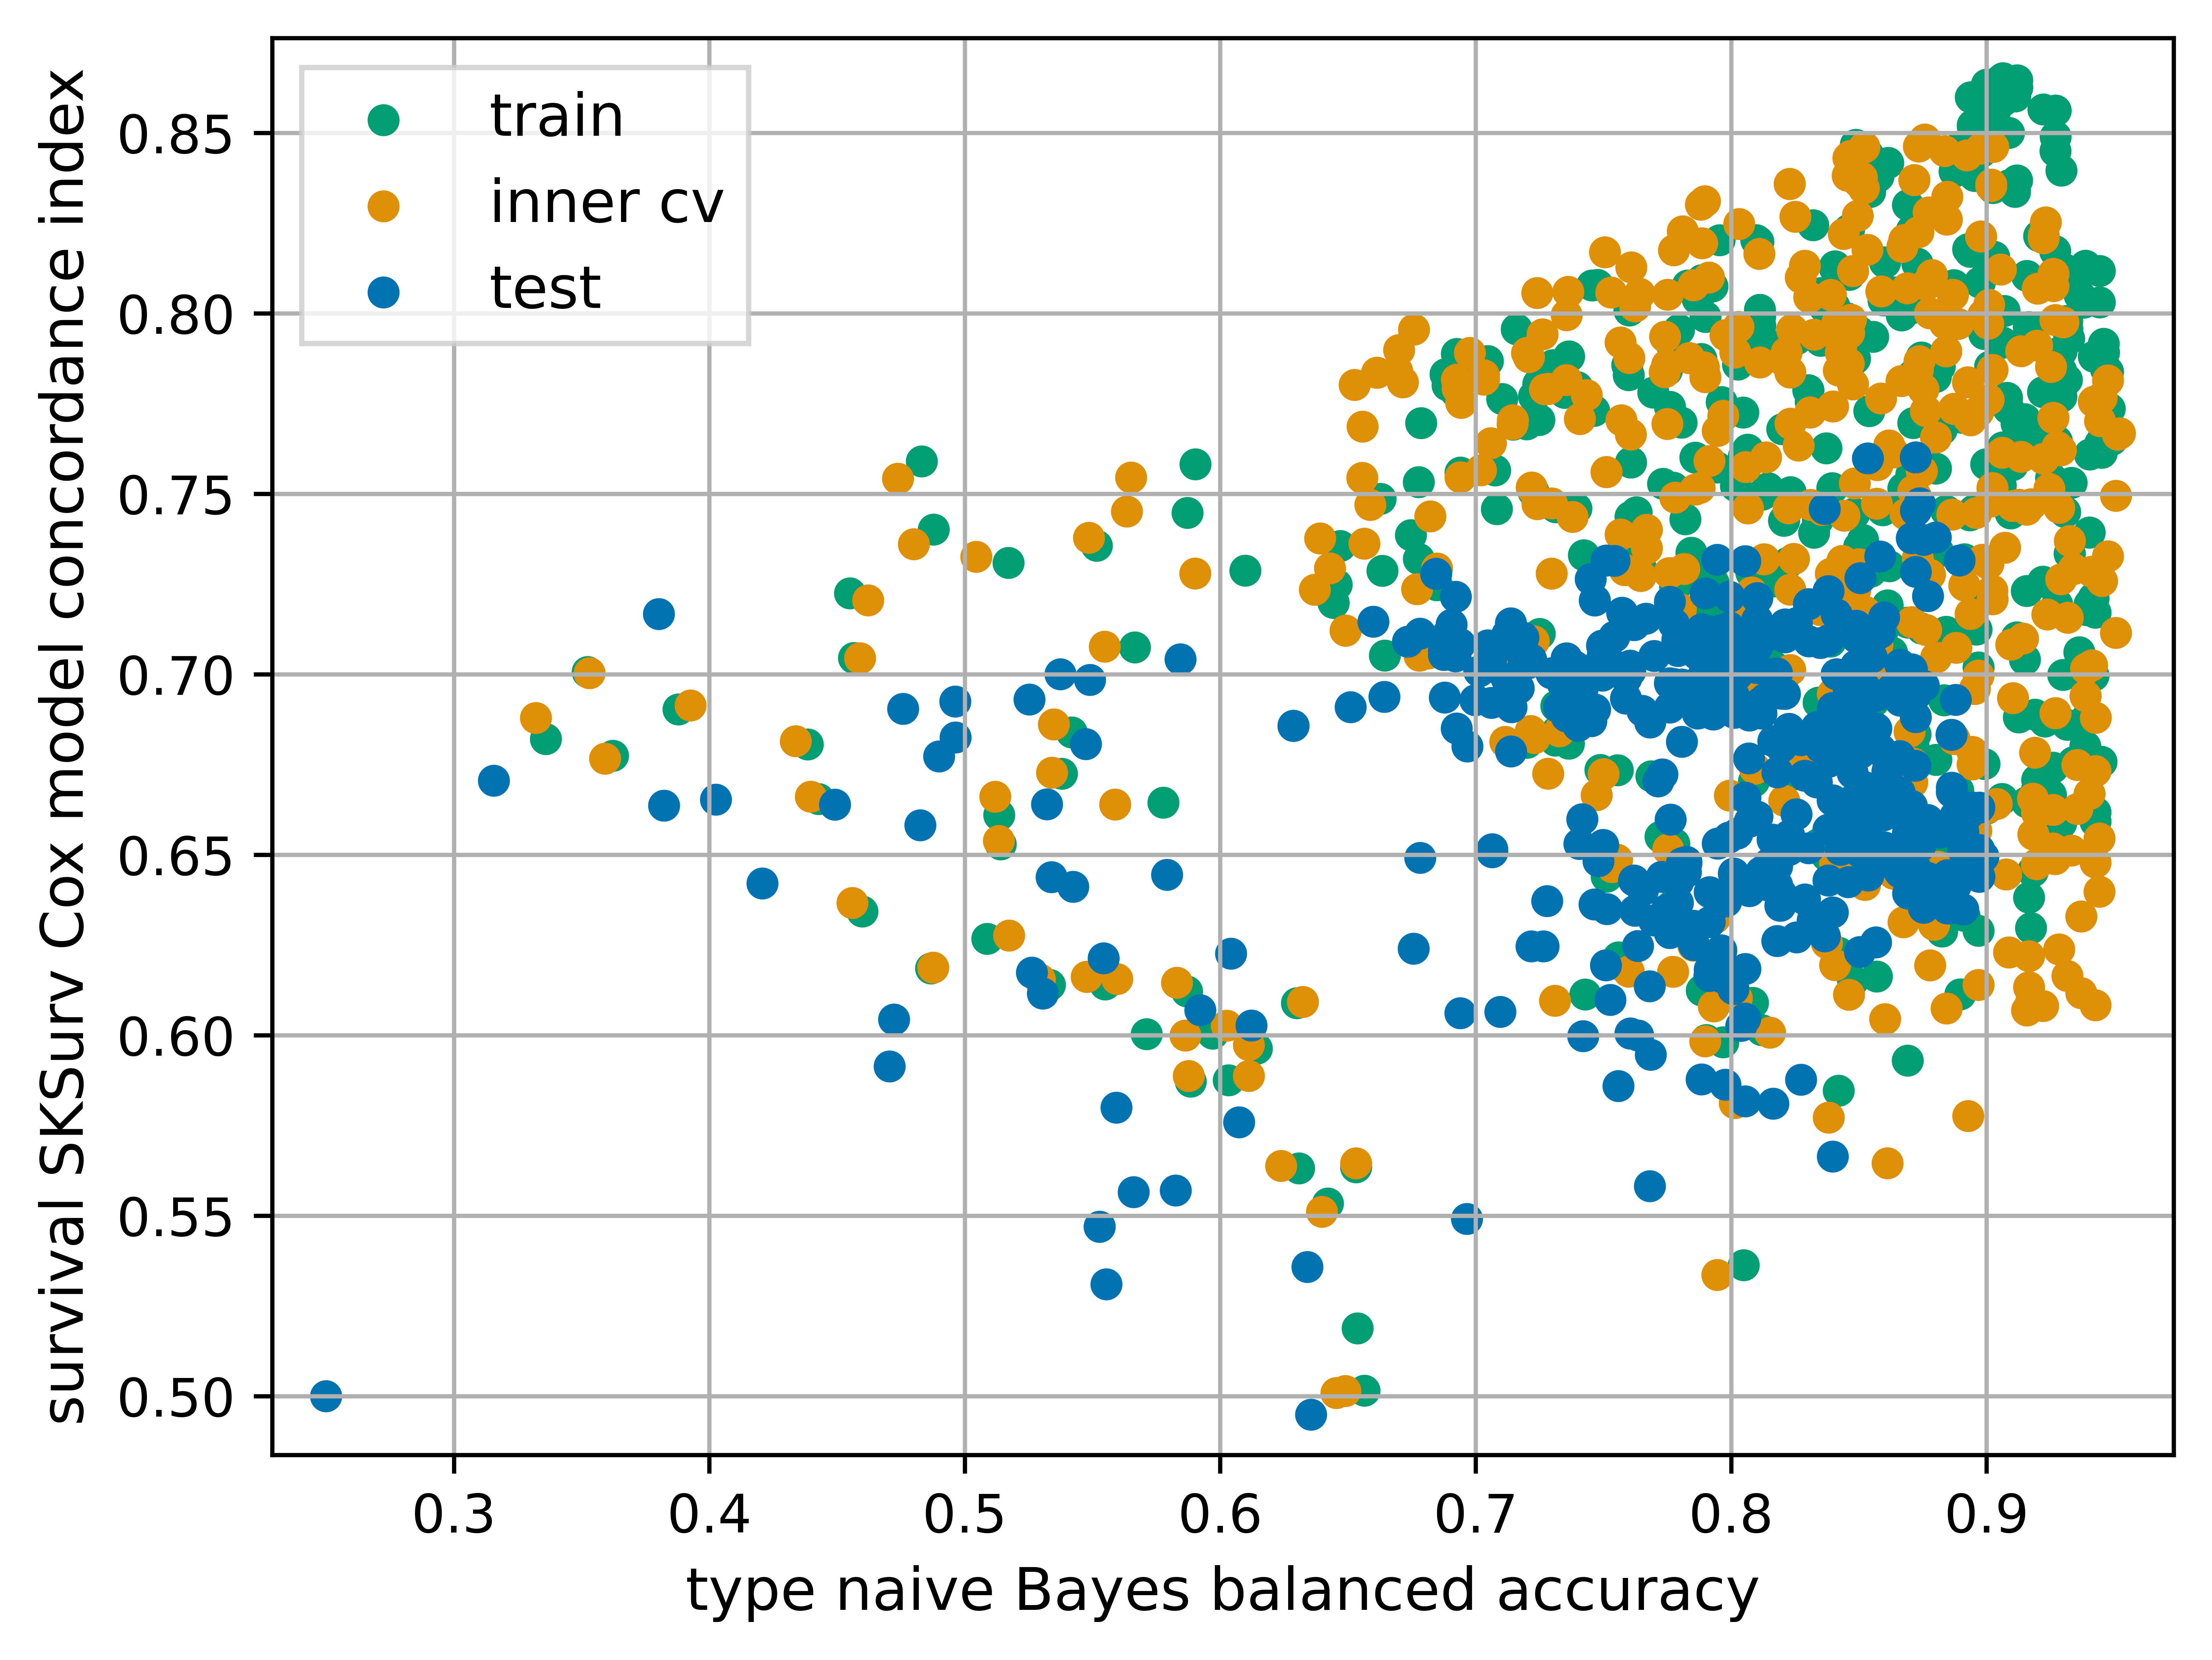 train
inner cv
test
0.85
0.80
0.75
0.70
0.65
0.60
0.55
0.50
survival SKSurv Cox model concordance index
0.3 0.4 0.5 0.6 0.7 0.8 0.9
type naive Bayes balanced accuracy